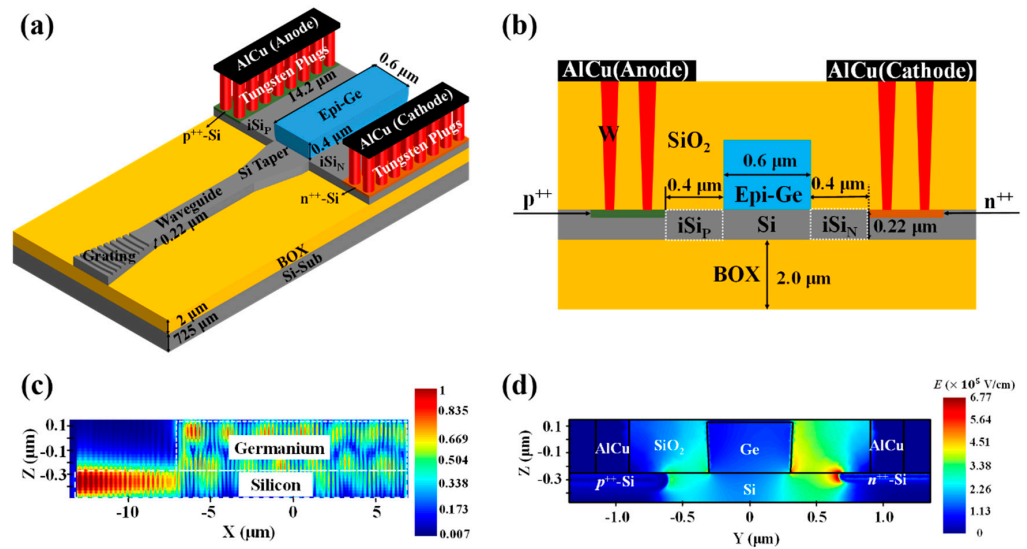 (a)
AlCu (Anode)
Tungsten Plugs
14.2 μm
0.6 μm
Epi-Ge
0.4 μm
AlCu (Cathode)
Tungsten Plugs
p++-Si
iSiP
iSiN
n++-Si
Si Taper
Waveguide
0.22 μm
Grating
BOX
Si-Sub
2 μm
725 μm
(b)
AlCu(Anode)
AlCu(Cathode)
W
SiO2
0.6 μm
0.4 μm
Epi-Ge
0.4 μm
p++
n++
iSiP
Si
iSiN
0.22 μm
BOX
2.0 μm
(c)
Z (μm)
0.1
-0.1
-0.3
-0.5
Germanium
Silicon
-10
-5
0
5
X (μm)
1
0.835
0.669
0.504
0.338
0.173
0.007
(d)
E (× 10⁵ V/cm)
Z (μm)
0.1
-0.1
-0.3
-0.5
AlCu
SiO2
Ge
AlCu
p++-Si
Si
n++-Si
-1.0
-0.5
0
0.5
1.0
Y (μm)
6.77
5.64
4.51
3.38
2.26
1.13
0